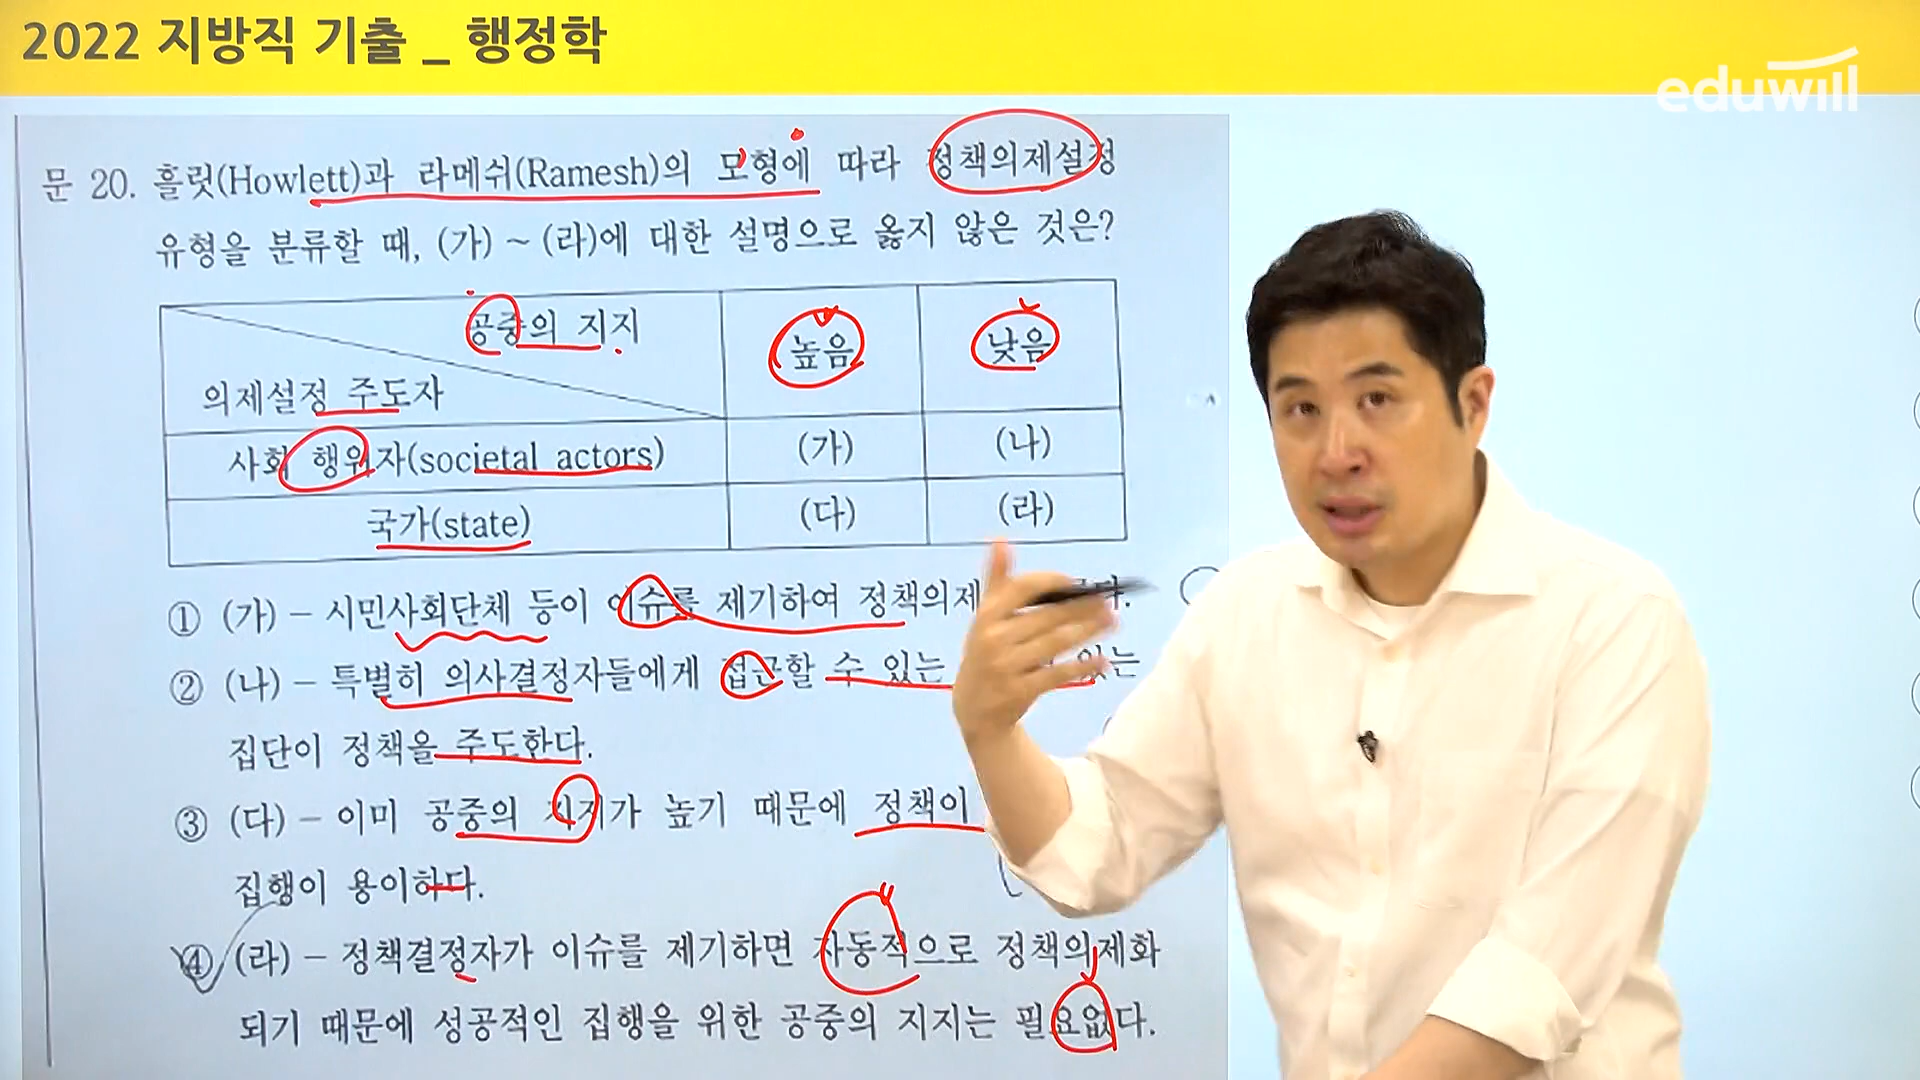 2022 지방직 기출 _ 행정학
eduwill
문 20. 흘릿(Howlett)과 라메쉬(Ramesh)의 모형에 따라 정책의제설정
유형을 분류할 때, (가) ~ (라)에 대한 설명으로 옳지 않은 것은?
공중의 지지
의제설정 주도자
높음
낮음
사회 행위자(societal actors)
(가)
(나)
국가(state)
(다)
(라)
① (가) – 시민사회단체 등이 이슈를 제기하여 정책의제
② (나) – 특별히 의사결정자들에게 접근할 수 있는 있는
집단이 정책을 주도한다.
③ (다) – 이미 공중의 지지가 높기 때문에 정책이
집행이 용이하다.
④ (라) – 정책결정자가 이슈를 제기하면 자동적으로 정책의제화
되기 때문에 성공적인 집행을 위한 공중의 지지는 필요없다.